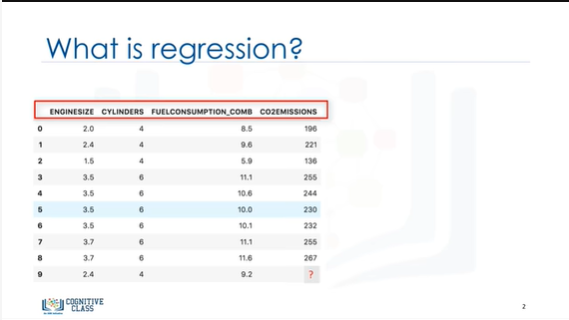 What is regression?
ENGINESIZE CYLINDERS FUELCONSUMPTION_COMB CO2EMISSIONS
0 2.0 4 8.5 196
1 2.4 4 9.6 221
2 1.5 4 5.9 136
3 3.5 6 11.1 255
4 3.5 6 10.6 244
5 3.5 6 10.0 230
6 3.5 6 10.1 232
7 3.7 6 11.1 255
8 3.7 6 11.6 267
9 2.4 4 9.2 ?
COGNITIVE
CLASS
2